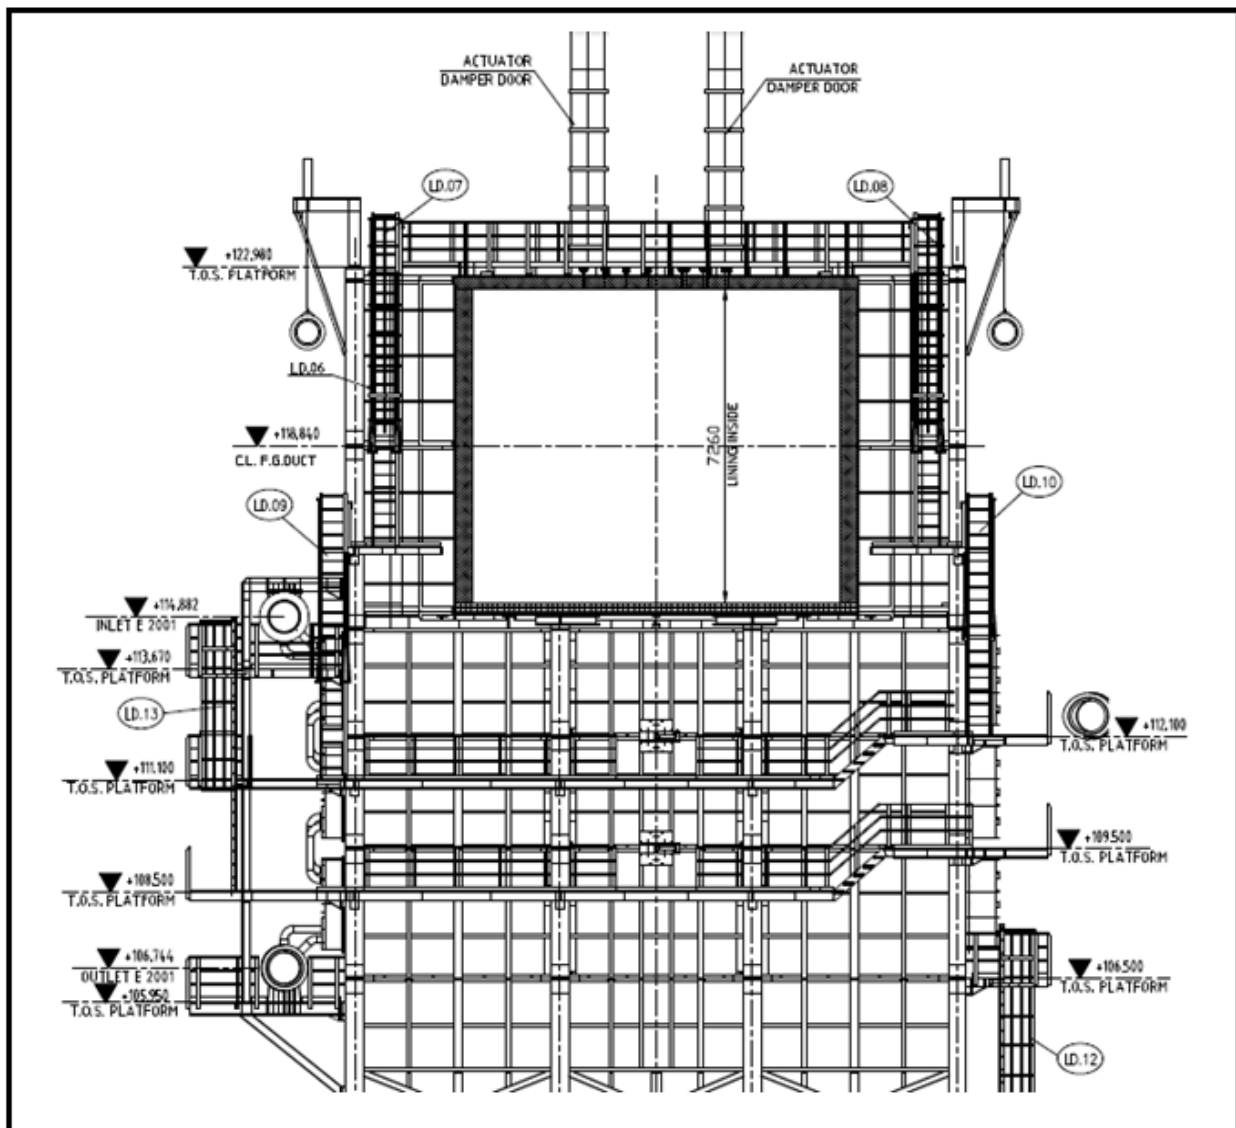 ACTUATOR
DAMPER DOOR
ACTUATOR
DAMPER DOOR
LD.07
LD.08
+122,980
T.O.S. PLATFORM
LD.06
+118,840
C.L. F.G.DUCT
7260
LINING INSIDE
LD.09
LD.10
+114,882
INLET E 2001
+113,670
T.O.S. PLATFORM
LD.13
+112,100
T.O.S. PLATFORM
+111,100
T.O.S. PLATFORM
+109,500
T.O.S. PLATFORM
+108,500
T.O.S. PLATFORM
+106,744
OUTLET E 2001
+106,500
T.O.S. PLATFORM
+105,950
T.O.S. PLATFORM
LD.12